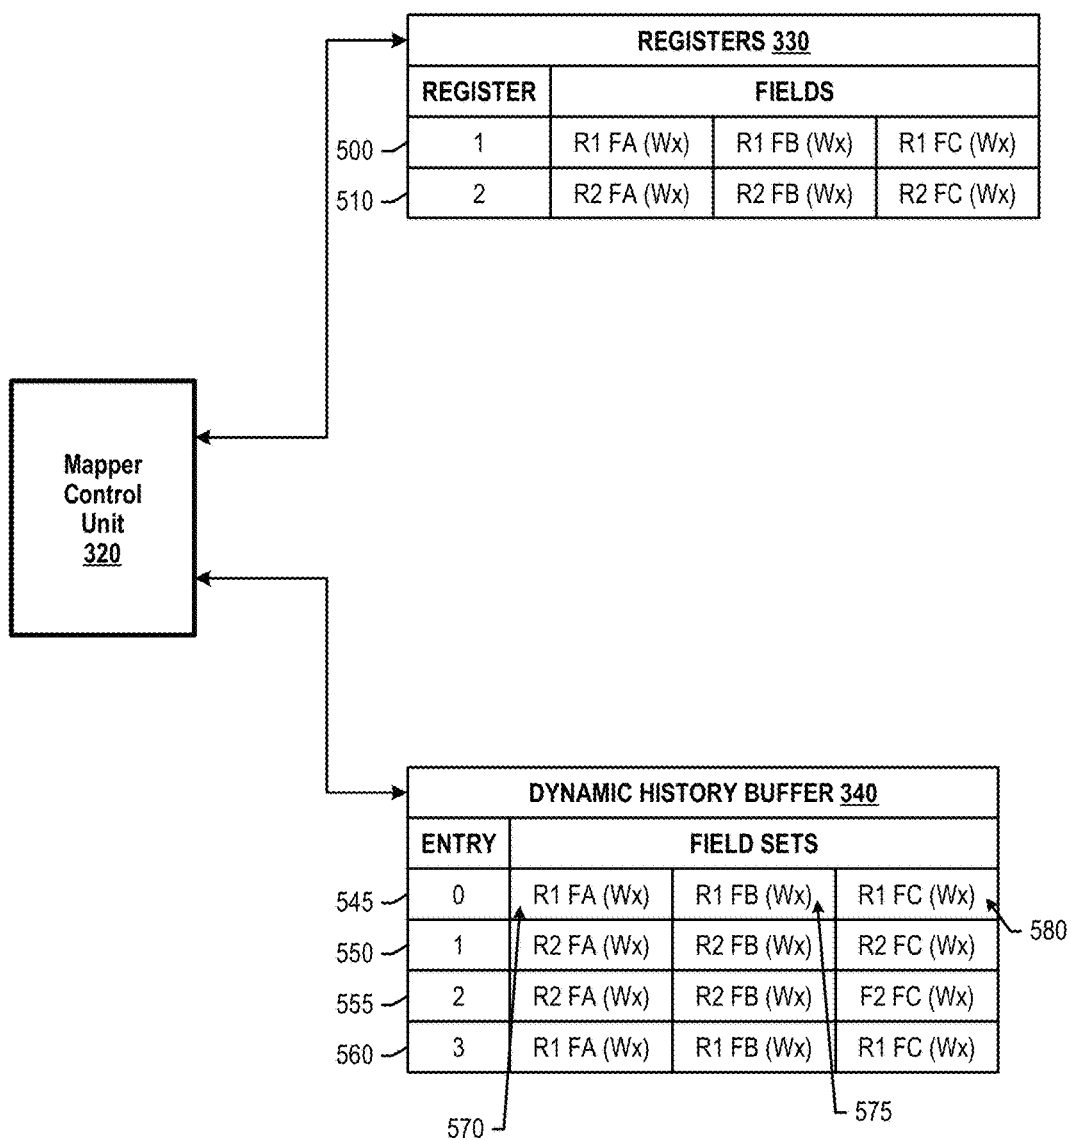 REGISTERS 330
REGISTER FIELDS
500 1 R1 FA (Wx) R1 FB (Wx) R1 FC (Wx)
510 2 R2 FA (Wx) R2 FB (Wx) R2 FC (Wx)
Mapper
Control
Unit
320
DYNAMIC HISTORY BUFFER 340
ENTRY FIELD SETS
545 0 R1 FA (Wx) R1 FB (Wx) R1 FC (Wx)
580
550 1 R2 FA (Wx) R2 FB (Wx) R2 FC (Wx)
555 2 R2 FA (Wx) R2 FB (Wx) F2 FC (Wx)
560 3 R1 FA (Wx) R1 FB (Wx) R1 FC (Wx)
570 575